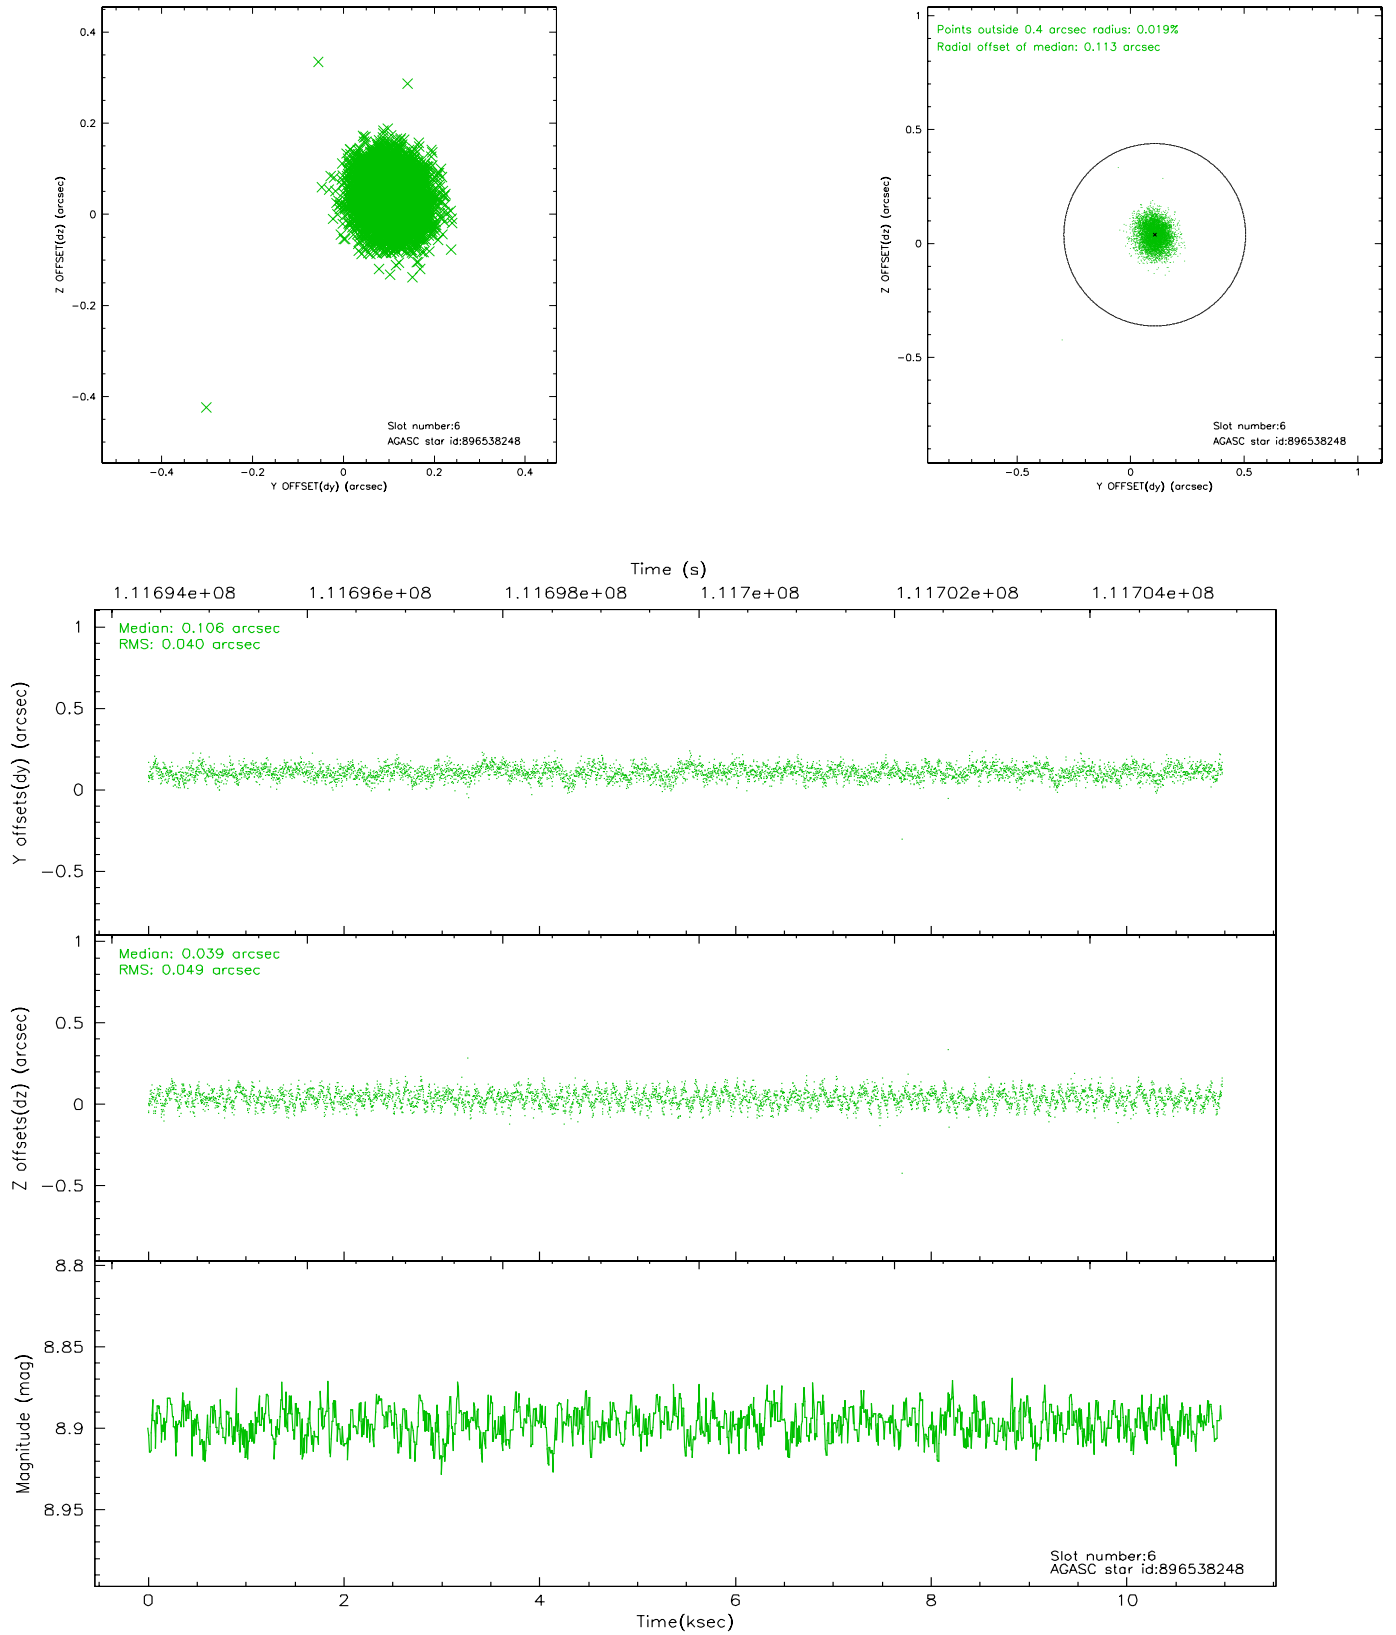 0.4
0.2
0
−0.2
−0.4
Z OFFSET(dz) (arcsec)
−0.4 −0.2 0 0.2 0.4
Y OFFSET(dy) (arcsec)
Slot number:6
AGASC star id:896538248
Points outside 0.4 arcsec radius: 0.019%
Radial offset of median: 0.113 arcsec
1
0.5
0
−0.5
Z OFFSET(dz) (arcsec)
−0.5 0 0.5 1
Y OFFSET(dy) (arcsec)
Slot number:6
AGASC star id:896538248
Time (s)
1.11694e+08 1.11696e+08 1.11698e+08 1.117e+08 1.11702e+08 1.11704e+08
Median: 0.106 arcsec
RMS: 0.040 arcsec
1
0.5
0
−0.5
Y offsets(dy) (arcsec)
Median: 0.039 arcsec
RMS: 0.049 arcsec
1
0.5
0
−0.5
Z offsets(dz) (arcsec)
8.8
8.85
8.9
8.95
Magnitude (mag)
Slot number:6
AGASC star id:896538248
0 2 4 6 8 10
Time(ksec)